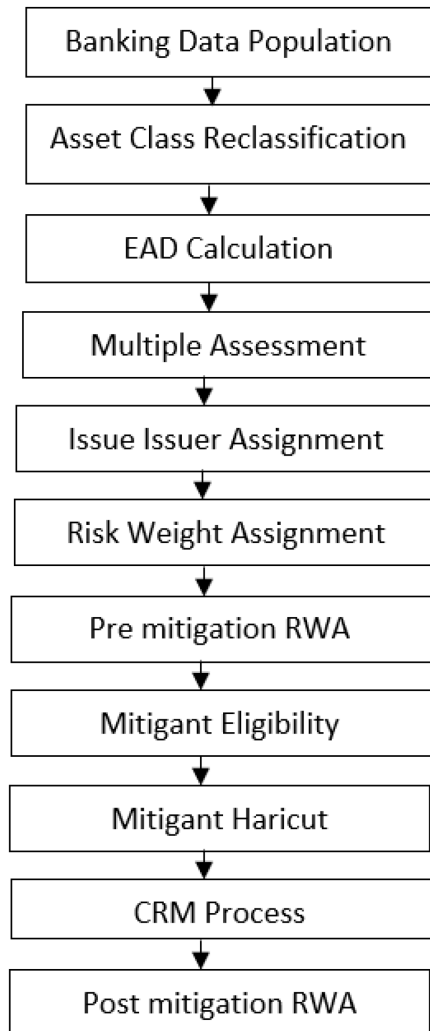 Banking Data Population
Asset Class Reclassification
EAD Calculation
Multiple Assessment
Issue Issuer Assignment
Risk Weight Assignment
Pre mitigation RWA
Mitigant Eligibility
Mitigant Haricut
CRM Process
Post mitigation RWA